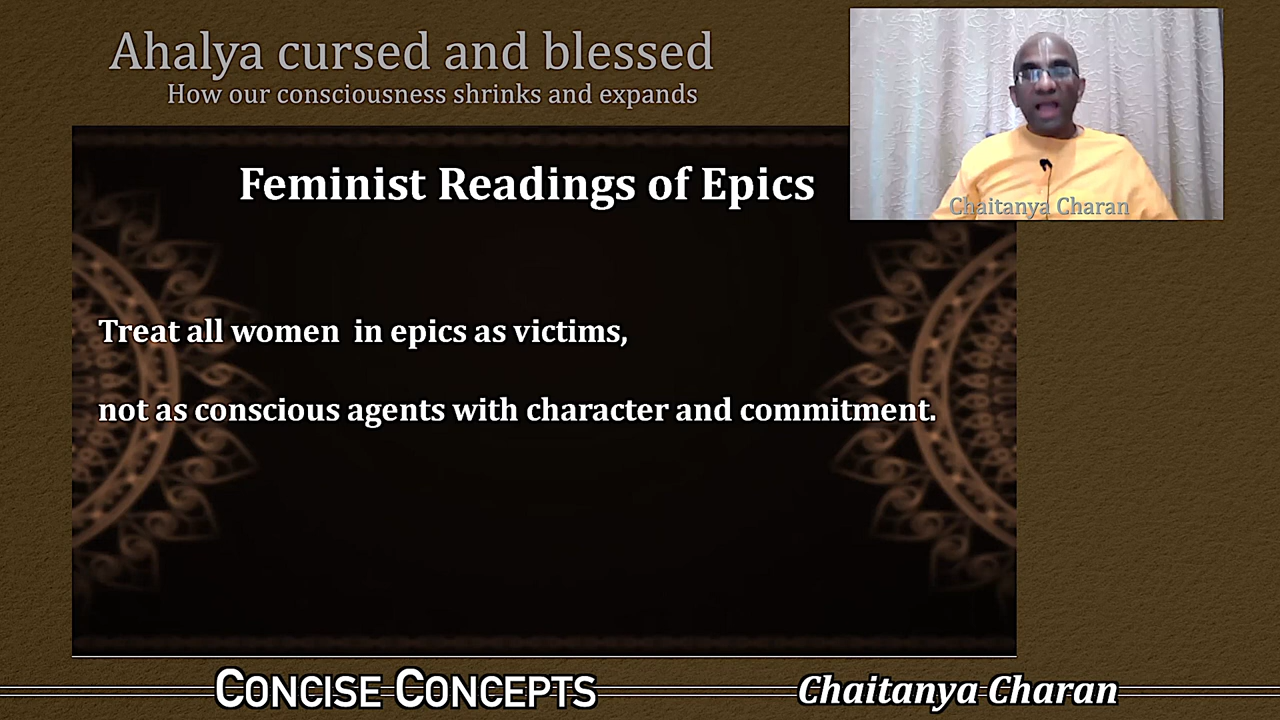 Ahalya cursed and blessed
How our consciousness shrinks and expands
Chaitanya Charan
Feminist Readings of Epics
Treat all women in epics as victims,
not as conscious agents with character and commitment.
CONCISE CONCEPTS
Chaitanya Charan